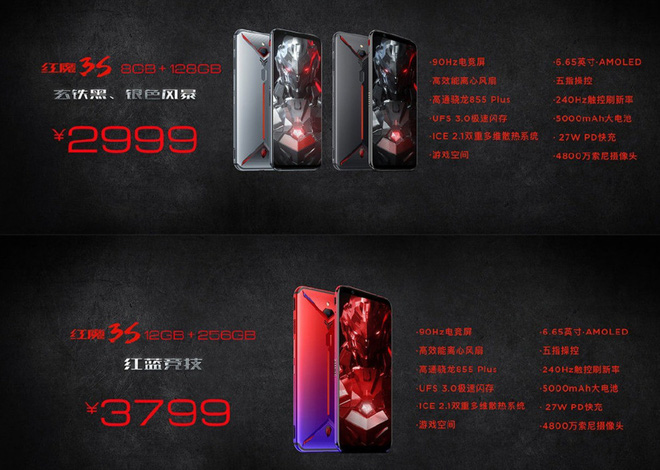 红魔3S 8GB+128GB
玄铁黑、银色风暴
¥2999
·90Hz电竞屏
·高效能离心风扇
·高通骁龙855 Plus
·UFS 3.0极速闪存
·ICE 2.1双重多维散热系统
·游戏空间
·6.65英寸·AMOLED
·五指操控
·240Hz触控刷新率
·5000mAh大电池
·27W PD快充
·4800万索尼摄像头
红魔3S 12GB+256GB
红蓝竞技
¥3799
·90Hz电竞屏
·高效能离心风扇
·高通骁龙855 Plus
·UFS 3.0极速闪存
·ICE 2.1双重多维散热系统
·游戏空间
·6.65英寸·AMOLED
·五指操控
·240Hz触控刷新率
·5000mAh大电池
·27W PD快充
·4800万索尼摄像头